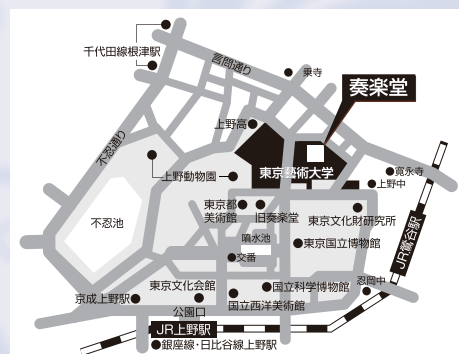 千代田線根津駅
言問通り
乗寺
奏楽堂
上野高
不忍通り
東京藝術大学
寛永寺
上野中
上野動物園
東京都
美術館
旧奏楽堂
東京文化財研究所
不忍池
噴水池
東京国立博物館
JR鶯谷駅
交番
忍岡中
国立科学博物館
東京文化会館
京成上野駅
国立西洋美術館
公園口
JR上野駅
銀座線・日比谷線上野駅